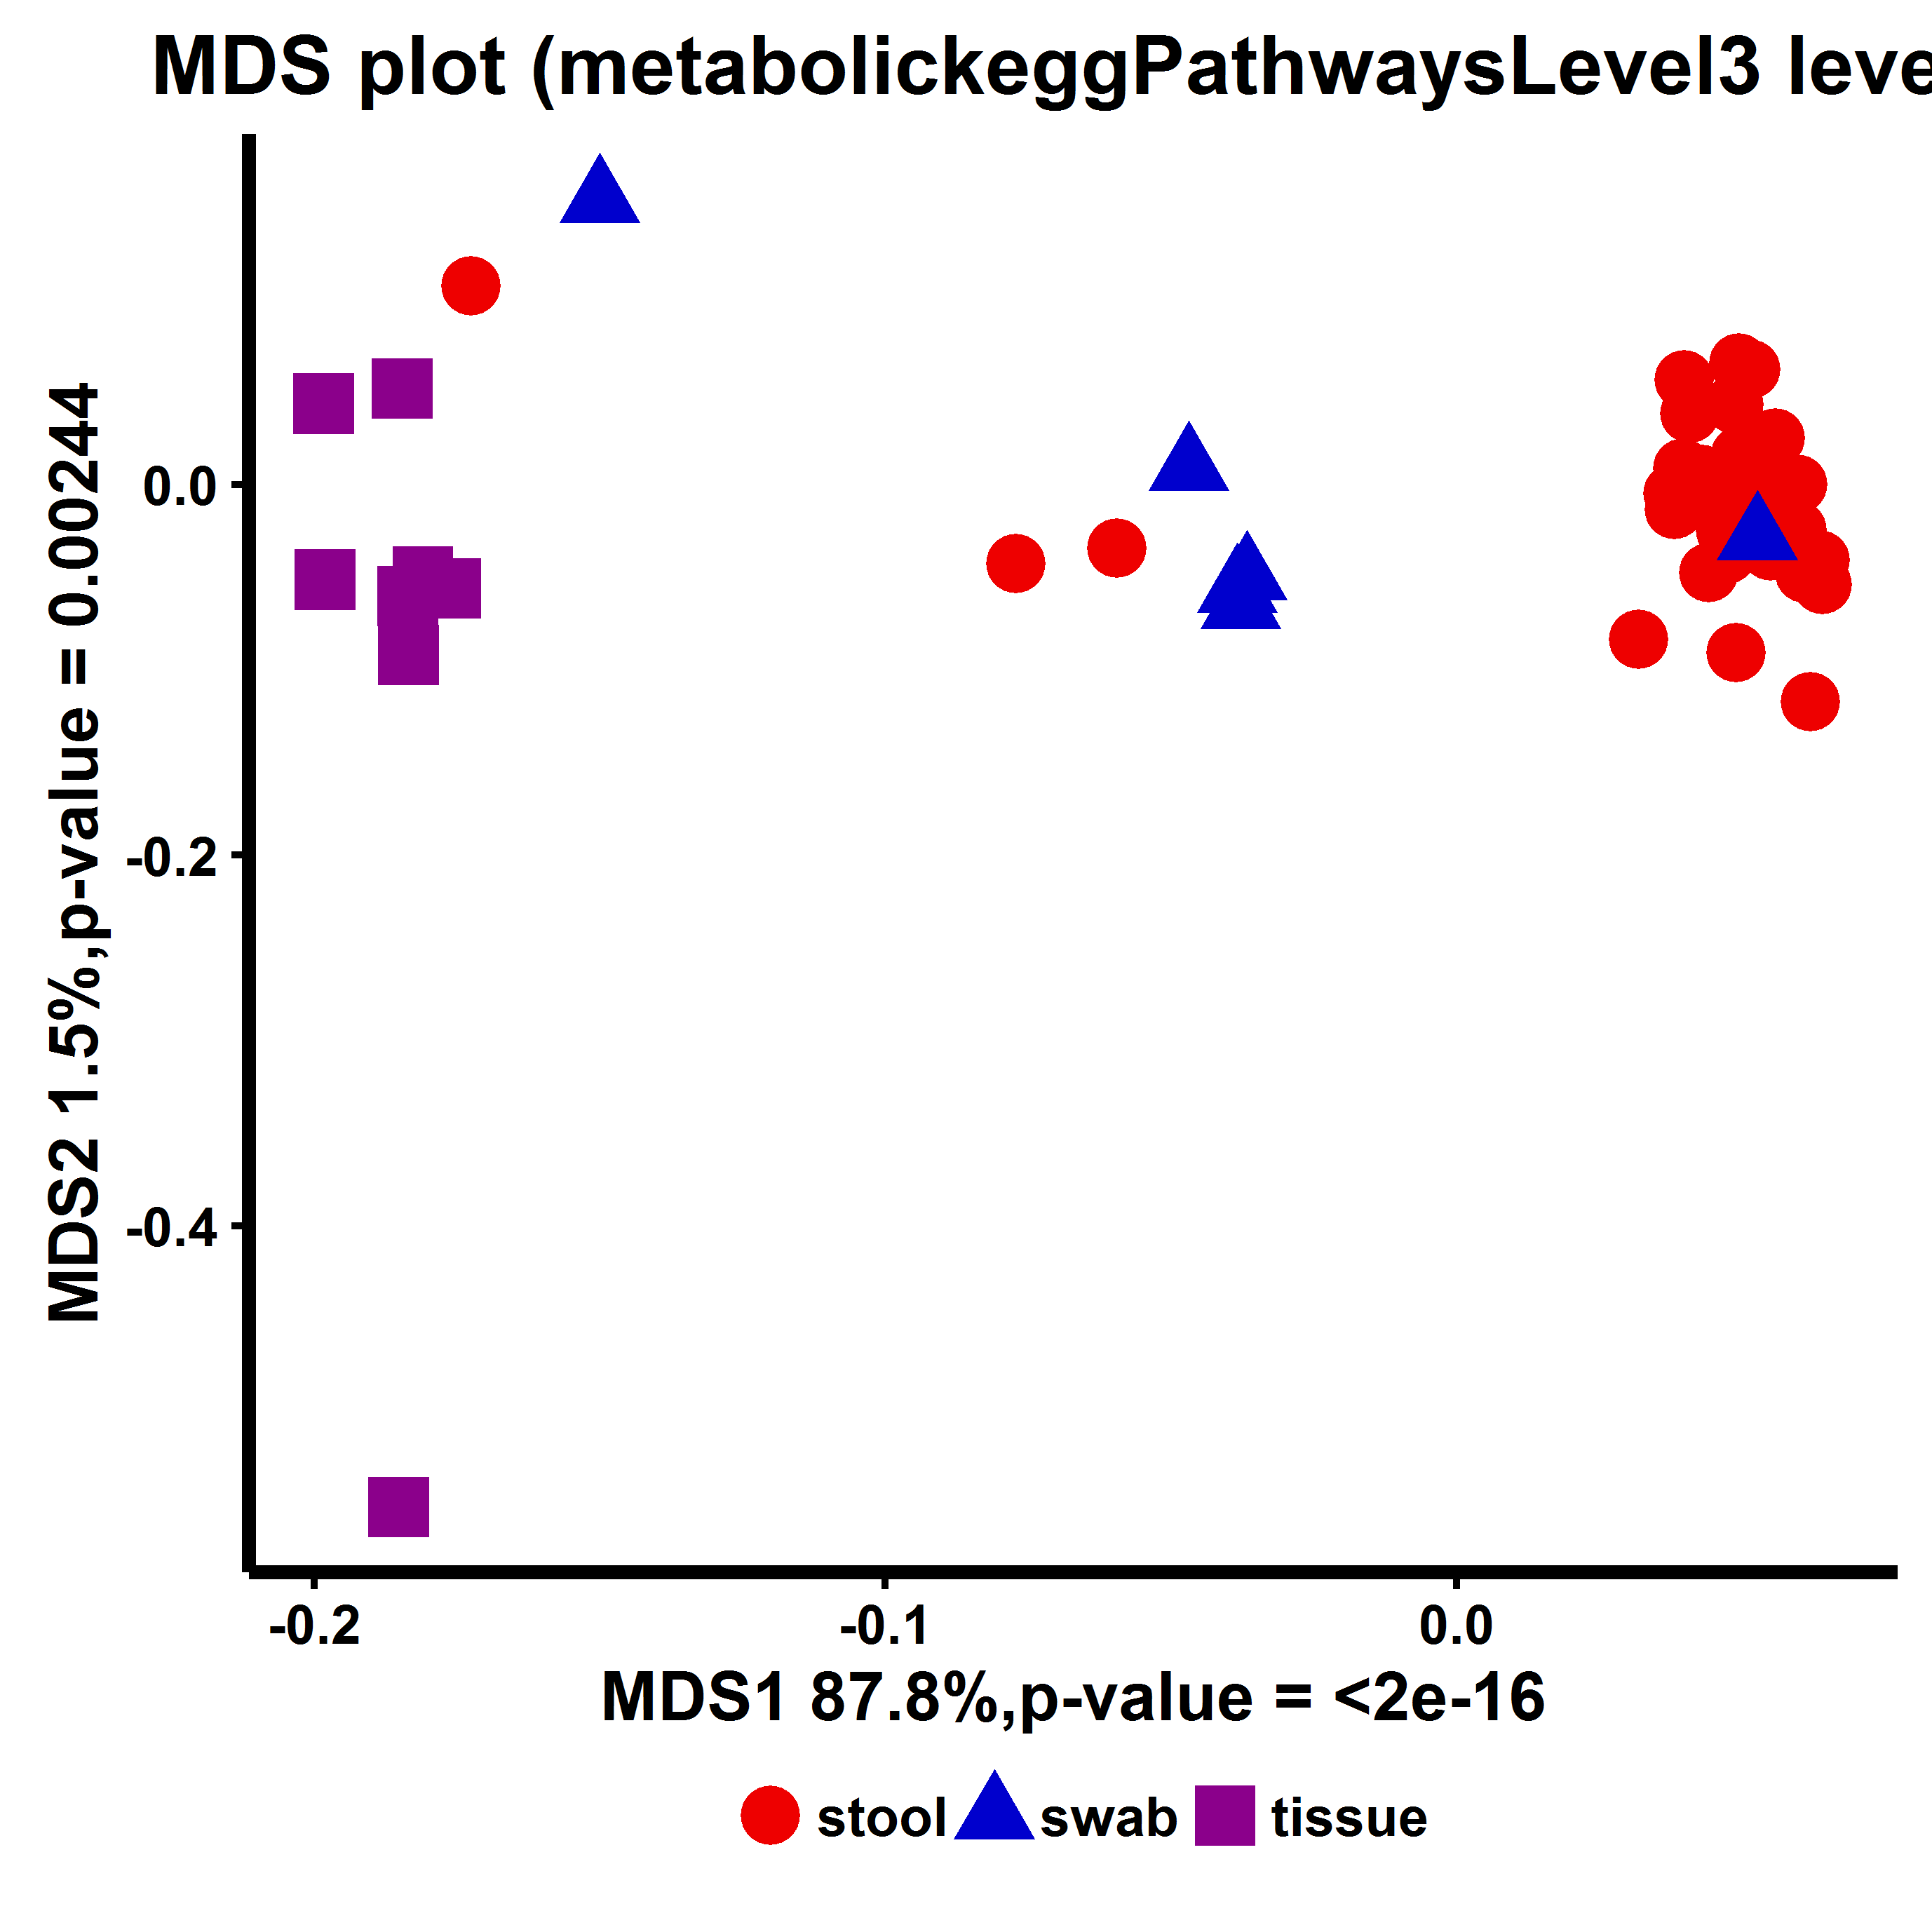 MDS plot (metabolickeggPathwaysLevel3 leve
MDS2 1.5%,p-value = 0.00244
0.0
-0.2
-0.4
-0.2
-0.1
0.0
MDS1 87.8%,p-value = <2e-16
stool
swab
tissue